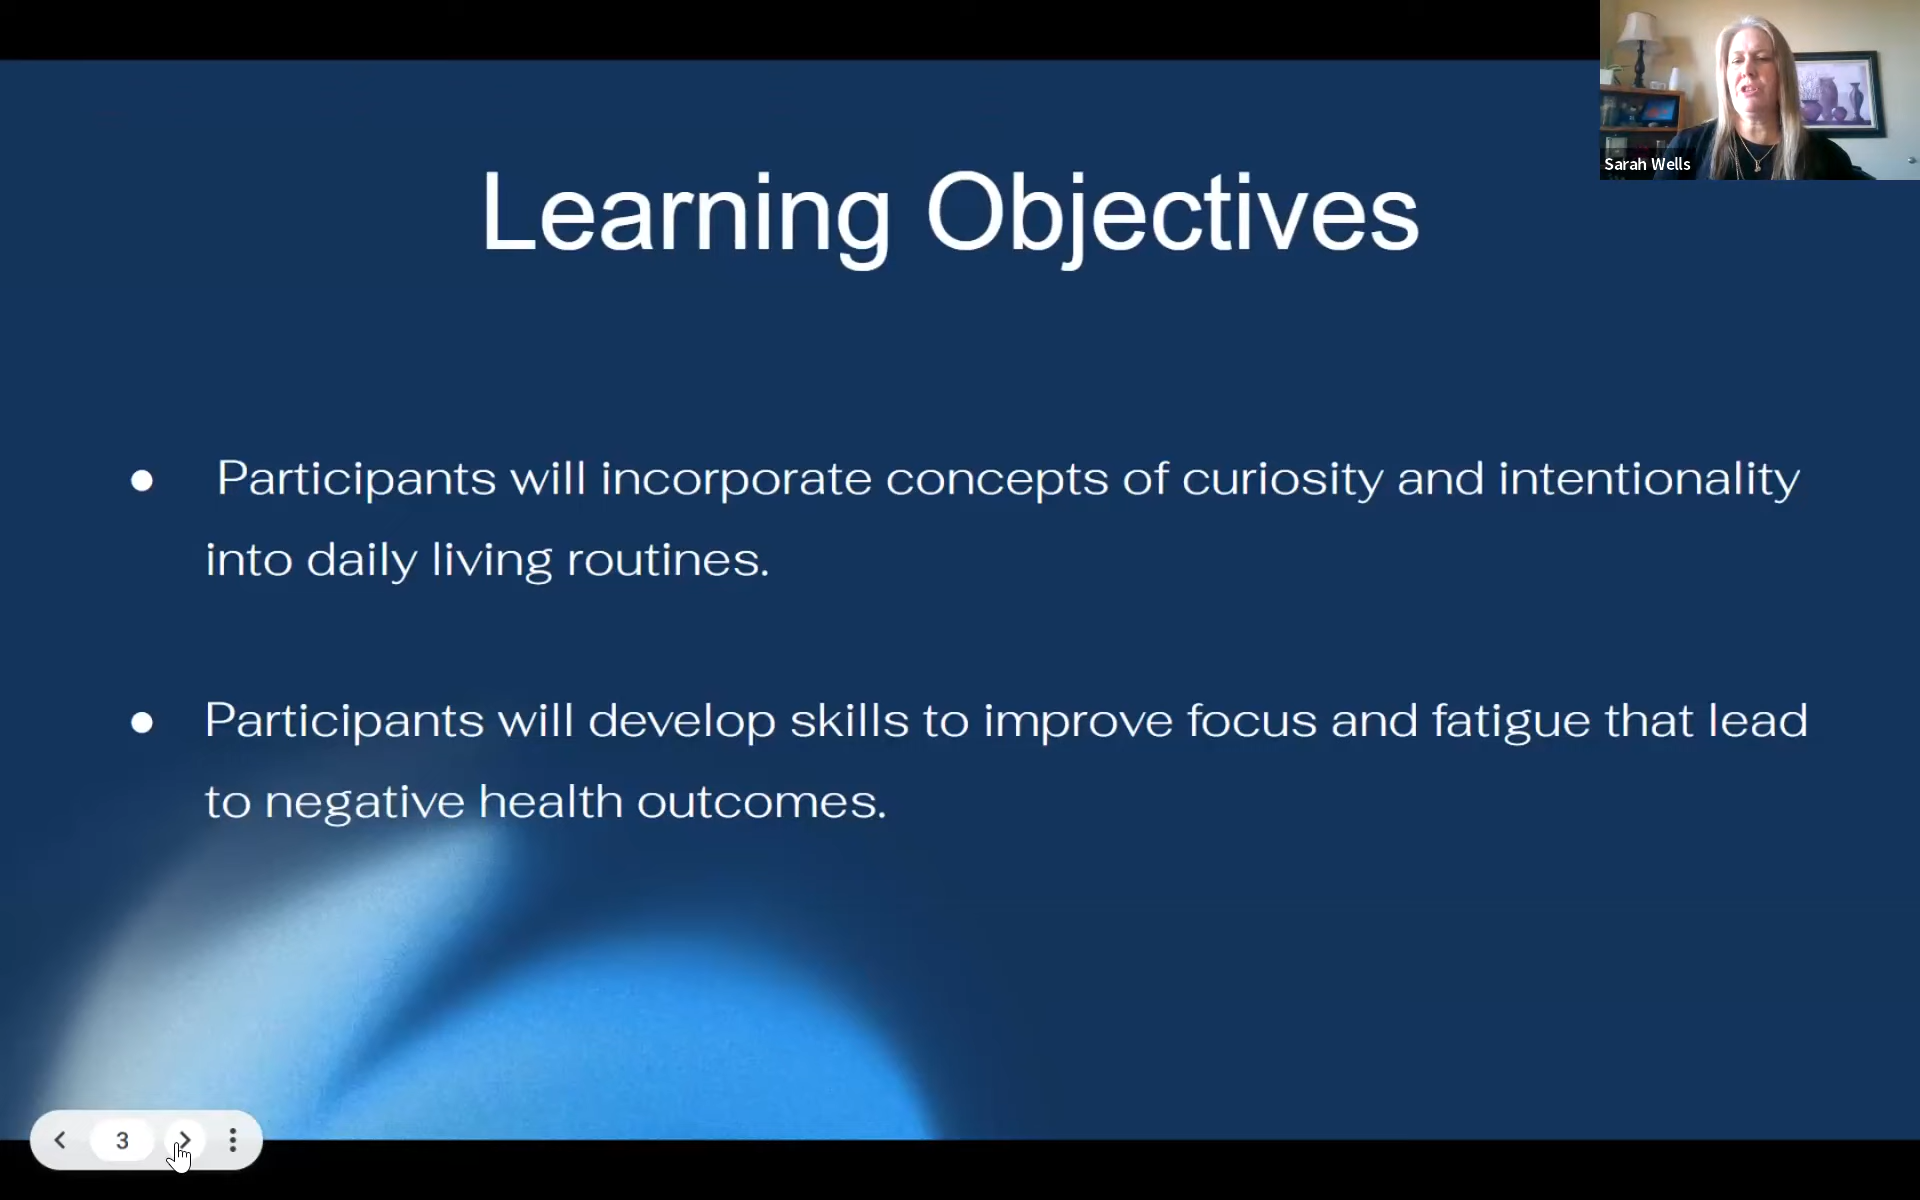 Sarah Wells
Learning Objectives
● Participants will incorporate concepts of curiosity and intentionality
into daily living routines.
● Participants will develop skills to improve focus and fatigue that lead
to negative health outcomes.
3